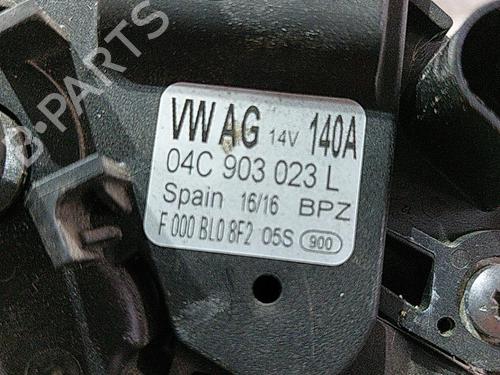 B-PARTS
VW AG 14V 140A
04C 903 023 L
Spain 16/16 BPZ
F 000 BL0 8F2 05S 900